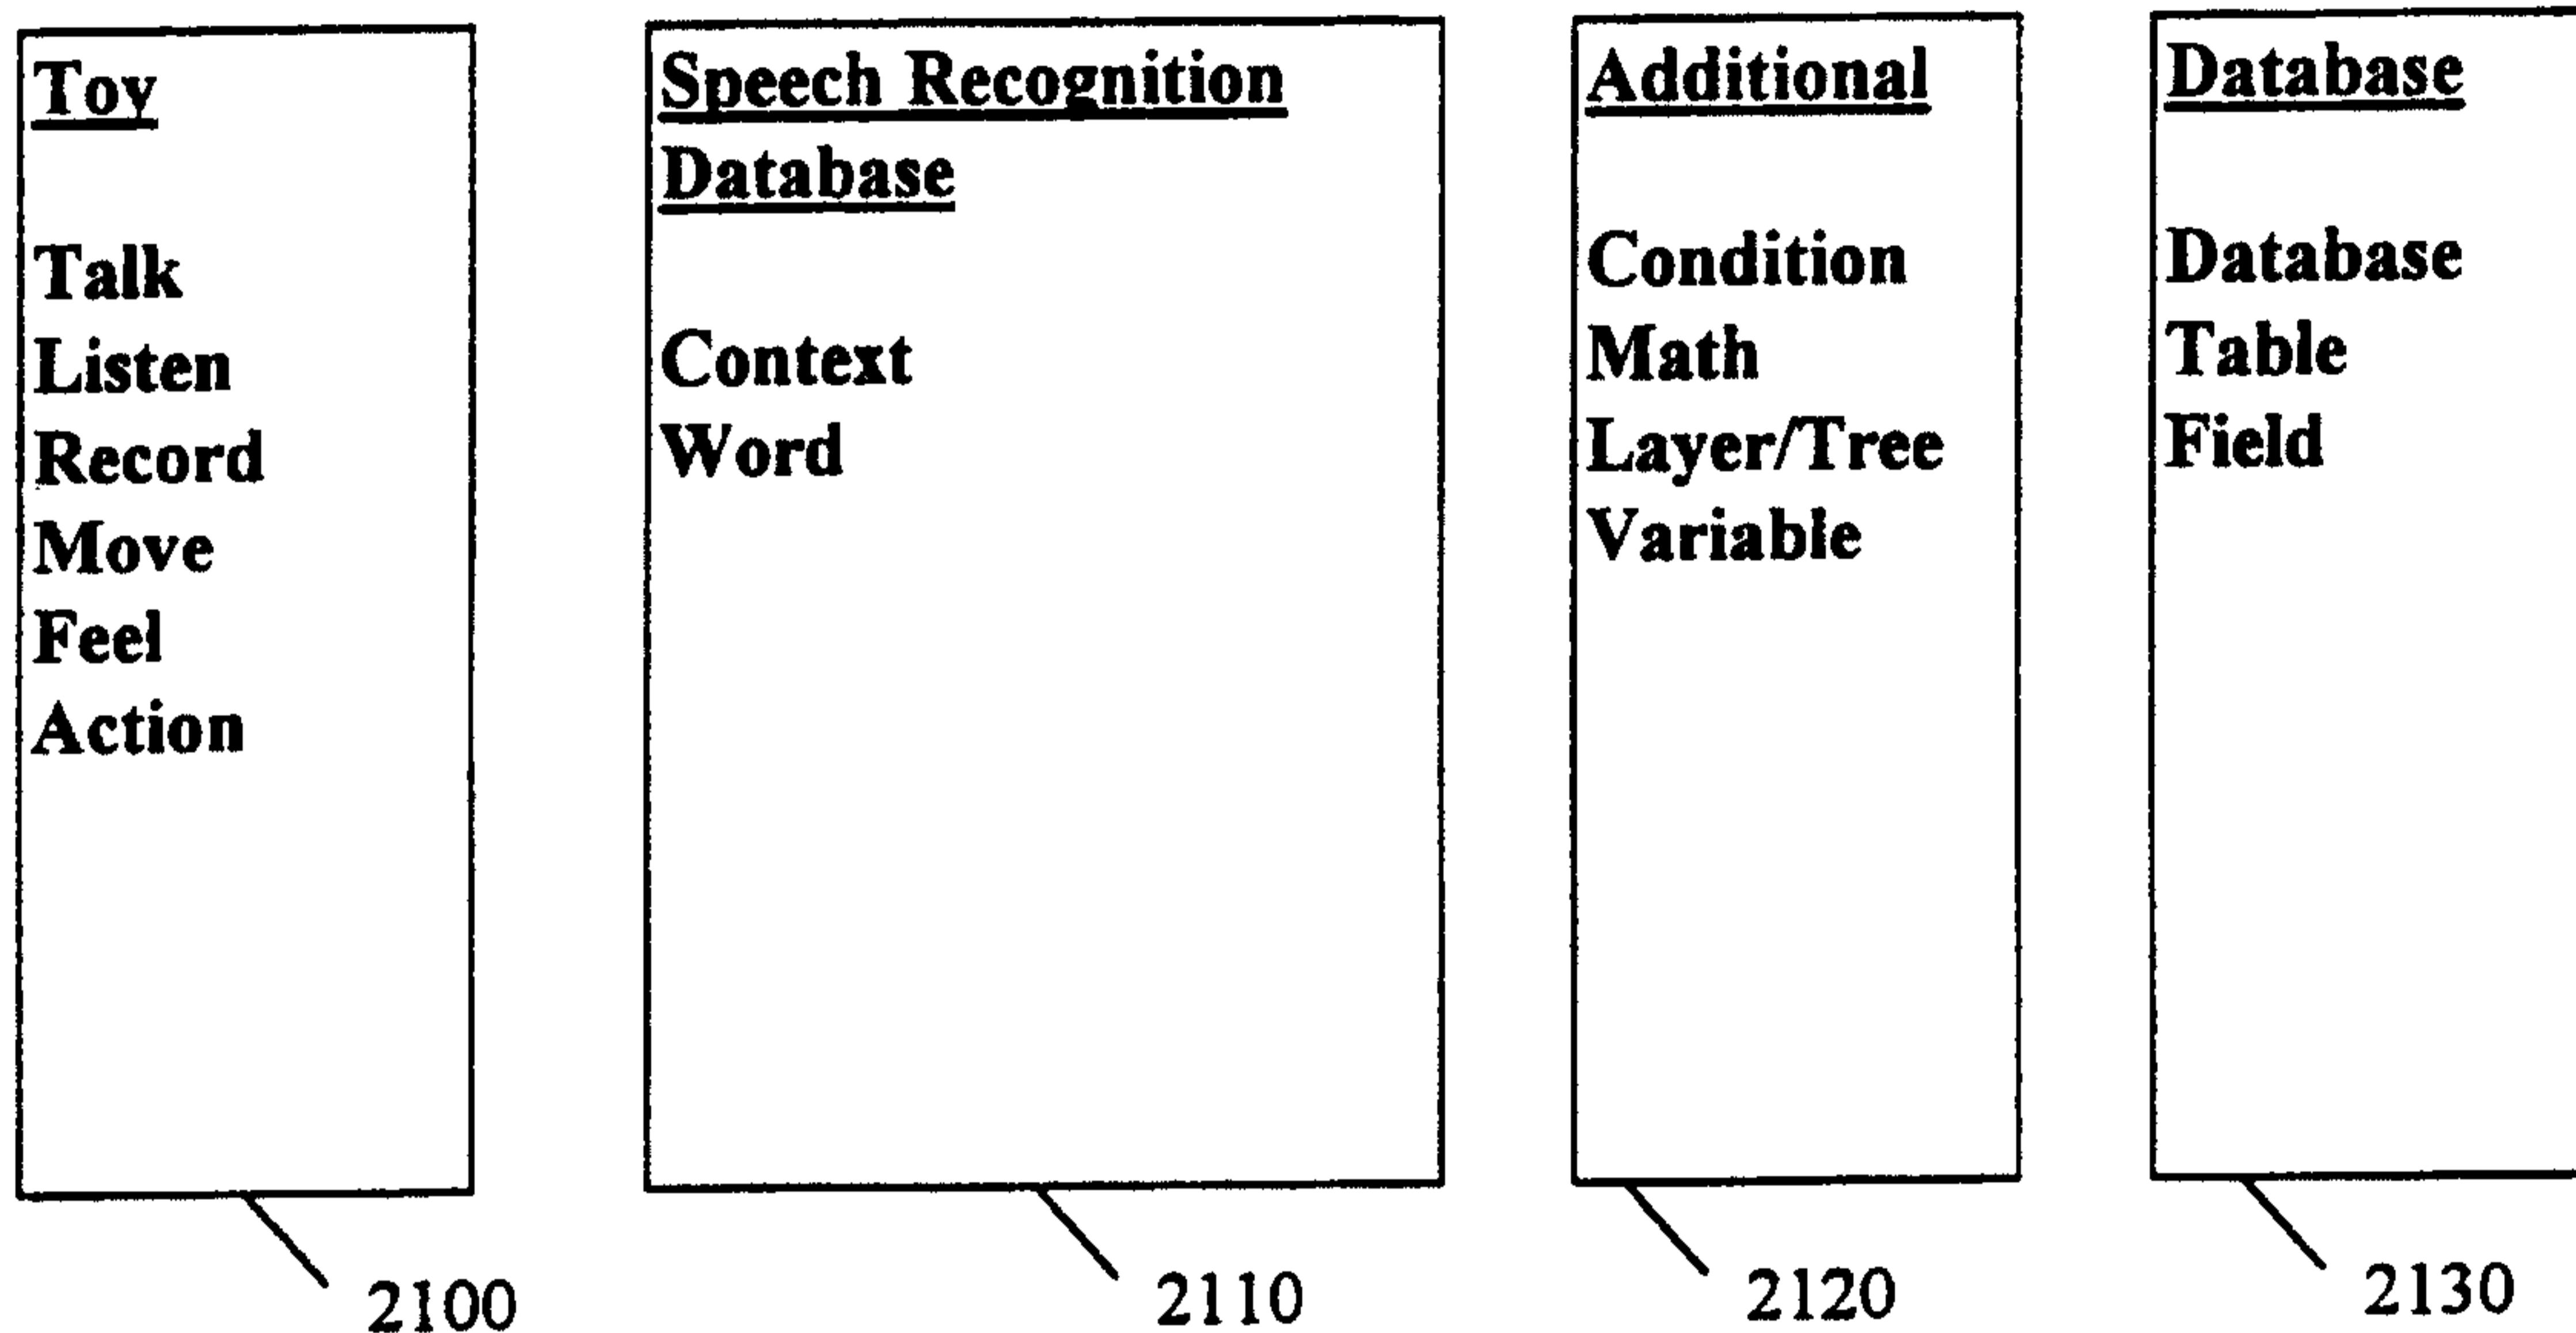 Toy
Talk
Listen
Record
Move
Feel
Action
2100
Speech Recognition
Database
Context
Word
2110
Additional
Condition
Math
Layer/Tree
Variable
2120
Database
Database
Table
Field
2130